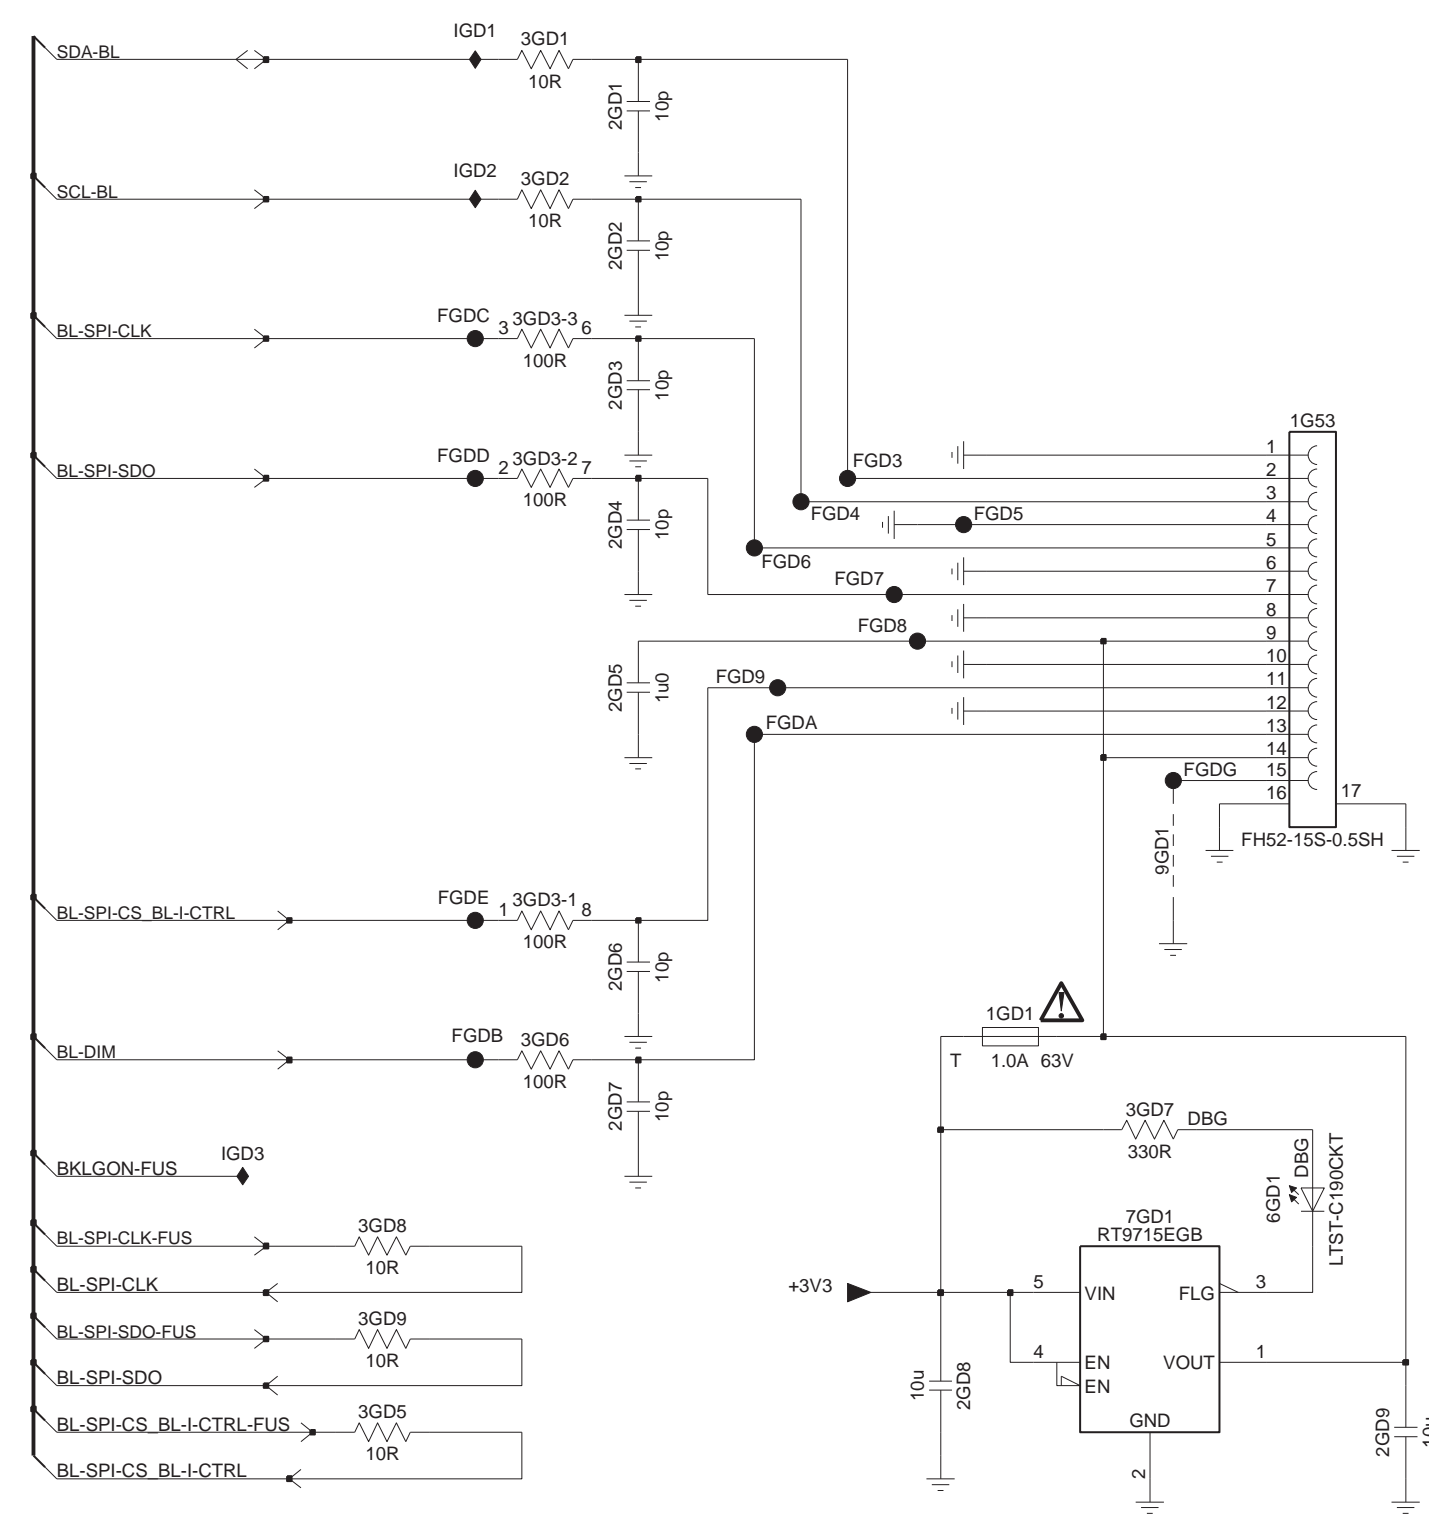 IGD1
3GD1
SDA-BL
10R
2GD1
10p
IGD2
3GD2
SCL-BL
10R
2GD2
10p
FGDC
3 3GD3-3 6
BL-SPI-CLK
100R
2GD3
10p
FGDD
2 3GD3-2 7
BL-SPI-SDO
100R
2GD4
10p
1G53
1
FGD3
2
3
FGD4
FGD5
4
5
FGD6
6
FGD7
7
8
FGD8
9
2GD5
1u0
10
FGD9
11
12
FGDA
13
14
FGDG
15
16
17
FH52-15S-0.5SH
9GD1
FGDE
1 3GD3-1 8
BL-SPI-CS_BL-I-CTRL
100R
2GD6
10p
FGDB
3GD6
BL-DIM
100R
2GD7
10p
1GD1
T 1.0A 63V
3GD7
DBG
330R
DBG
6GD1
LTST-C190CKT
IGD3
BKLGON-FUS
3GD8
BL-SPI-CLK-FUS
10R
BL-SPI-CLK
3GD9
BL-SPI-SDO-FUS
10R
BL-SPI-SDO
3GD5
BL-SPI-CS_BL-I-CTRL-FUS
10R
BL-SPI-CS_BL-I-CTRL
7GD1
RT9715EGB
+3V3
5
VIN
FLG
3
4
EN
VOUT
1
EN
GND
2
10u
2GD8
2GD9
10u